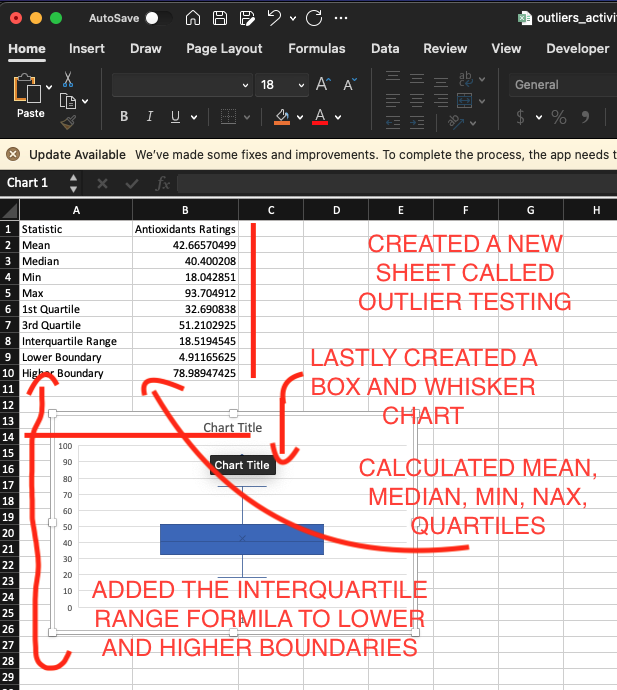 AutoSave
outliers_activi
Home Insert Draw Page Layout Formulas Data Review View Developer
Paste
18 A A ab
General
B I U A ab $ % 9
Update Available We've made some fixes and improvements. To complete the process, the app needs t
Chart 1 fx
A B C D E F G H
1 Statistic Antioxidants Ratings
2 Mean 42.66570499
3 Median 40.400208
4 Min 18.042851
5 Max 93.704912
6 1st Quartile 32.690838
7 3rd Quartile 51.2102925
8 Interquartile Range 18.5194545
9 Lower Boundary 4.91165625
10 Higher Boundary 78.98947425
11
12
13
14
15
16
17
18
19
20
21
22
23
24
25
26
27
28
29
CREATED A NEW
SHEET CALLED
OUTLIER TESTING
LASTLY CREATED A
BOX AND WHISKER
CHART
Chart Title
Chart Title
100
90
80
70
60
50
40
30
20
10
0
1
CALCULATED MEAN,
MEDIAN, MIN, NAX,
QUARTILES
ADDED THE INTERQUARTILE
RANGE FORMILA TO LOWER
AND HIGHER BOUNDARIES